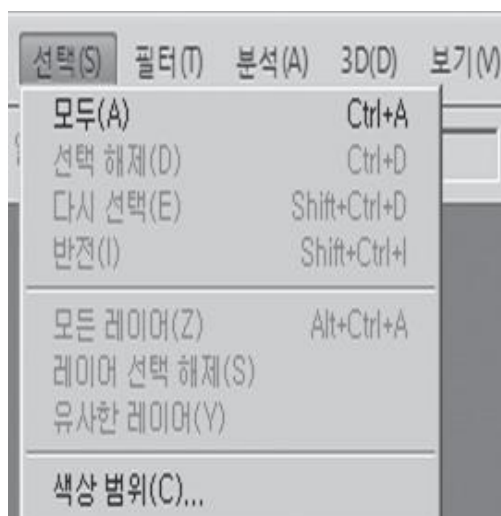 선택(S) 필터(T) 분석(A) 3D(D) 보기(V)
모두(A) Ctrl+A
선택 해제(D) Ctrl+D
다시 선택(E) Shift+Ctrl+D
반전(I) Shift+Ctrl+I
모든 레이어(Z) Alt+Ctrl+A
레이어 선택 해제(S)
유사한 레이어(Y)
색상 범위(C)...